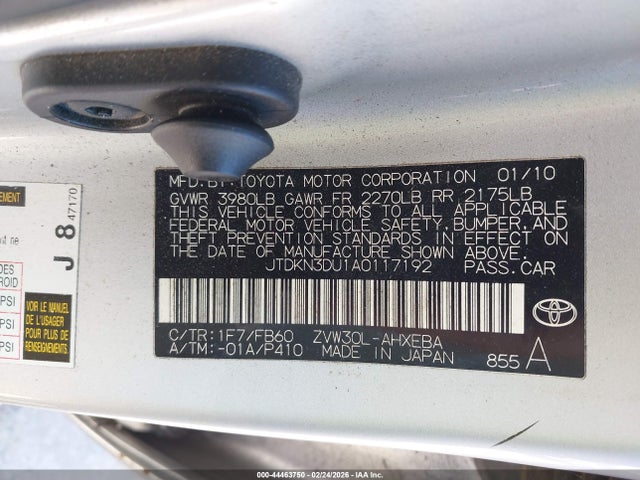 MFD.BY:TOYOTA MOTOR CORPORATION 01/10
GVWR 3980LB GAWR FR 2270LB RR 2175LB
THIS VEHICLE CONFORMS TO ALL APPLICABLE
FEDERAL MOTOR VEHICLE SAFETY,BUMPER,AND
THEFT PREVENTION STANDARDS IN EFFECT ON
THE DATE OF MANUFACTURE SHOWN ABOVE.
JTDKN3DU1A0117192 PASS.CAR
C/TR:1F7/FB60 ZVW30L-AHXEBA
A/TM:-01A/P410 MADE IN JAPAN
855 A
J 8 47170
VOIR LE MANUEL
DE L'USAGER
POUR PLUS DE
RENSEIGNEMENTS
000-44463750 - 02/24/2026 - IAA Inc.